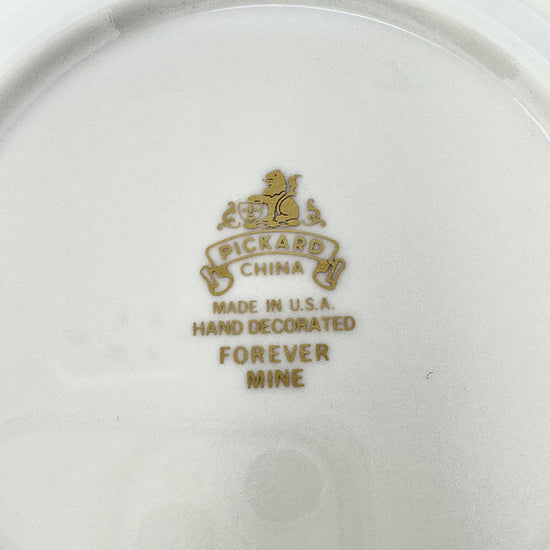 PICKARD
CHINA
MADE IN U.S.A.
HAND DECORATED
FOREVER
MINE